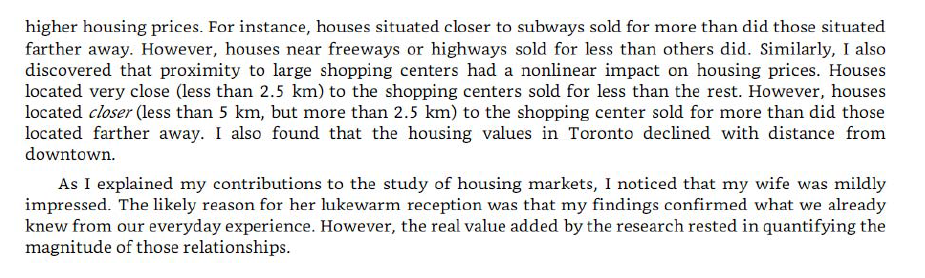 higher housing prices. For instance, houses situated closer to subways sold for more than did those situated
farther away. However, houses near freeways or highways sold for less than others did. Similarly, I also
discovered that proximity to large shopping centers had a nonlinear impact on housing prices. Houses
located very close (less than 2.5 km) to the shopping centers sold for less than the rest. However, houses
located closer (less than 5 km, but more than 2.5 km) to the shopping center sold for more than did those
located farther away. I also found that the housing values in Toronto declined with distance from
downtown.
As I explained my contributions to the study of housing markets, I noticed that my wife was mildly
impressed. The likely reason for her lukewarm reception was that my findings confirmed what we already
knew from our everyday experience. However, the real value added by the research rested in quantifying the
magnitude of those relationships.